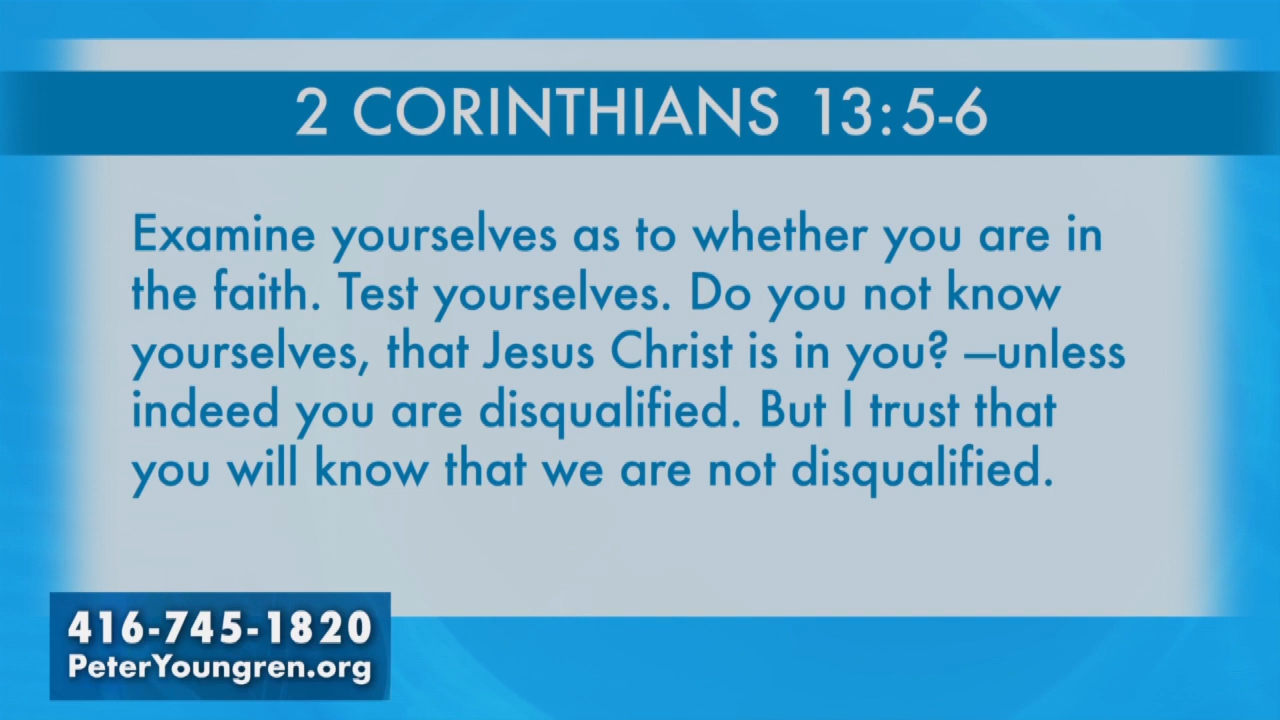 2 CORINTHIANS 13:5-6
Examine yourselves as to whether you are in
the faith. Test yourselves. Do you not know
yourselves, that Jesus Christ is in you? —unless
indeed you are disqualified. But I trust that
you will know that we are not disqualified.
416-745-1820
PeterYoungren.org